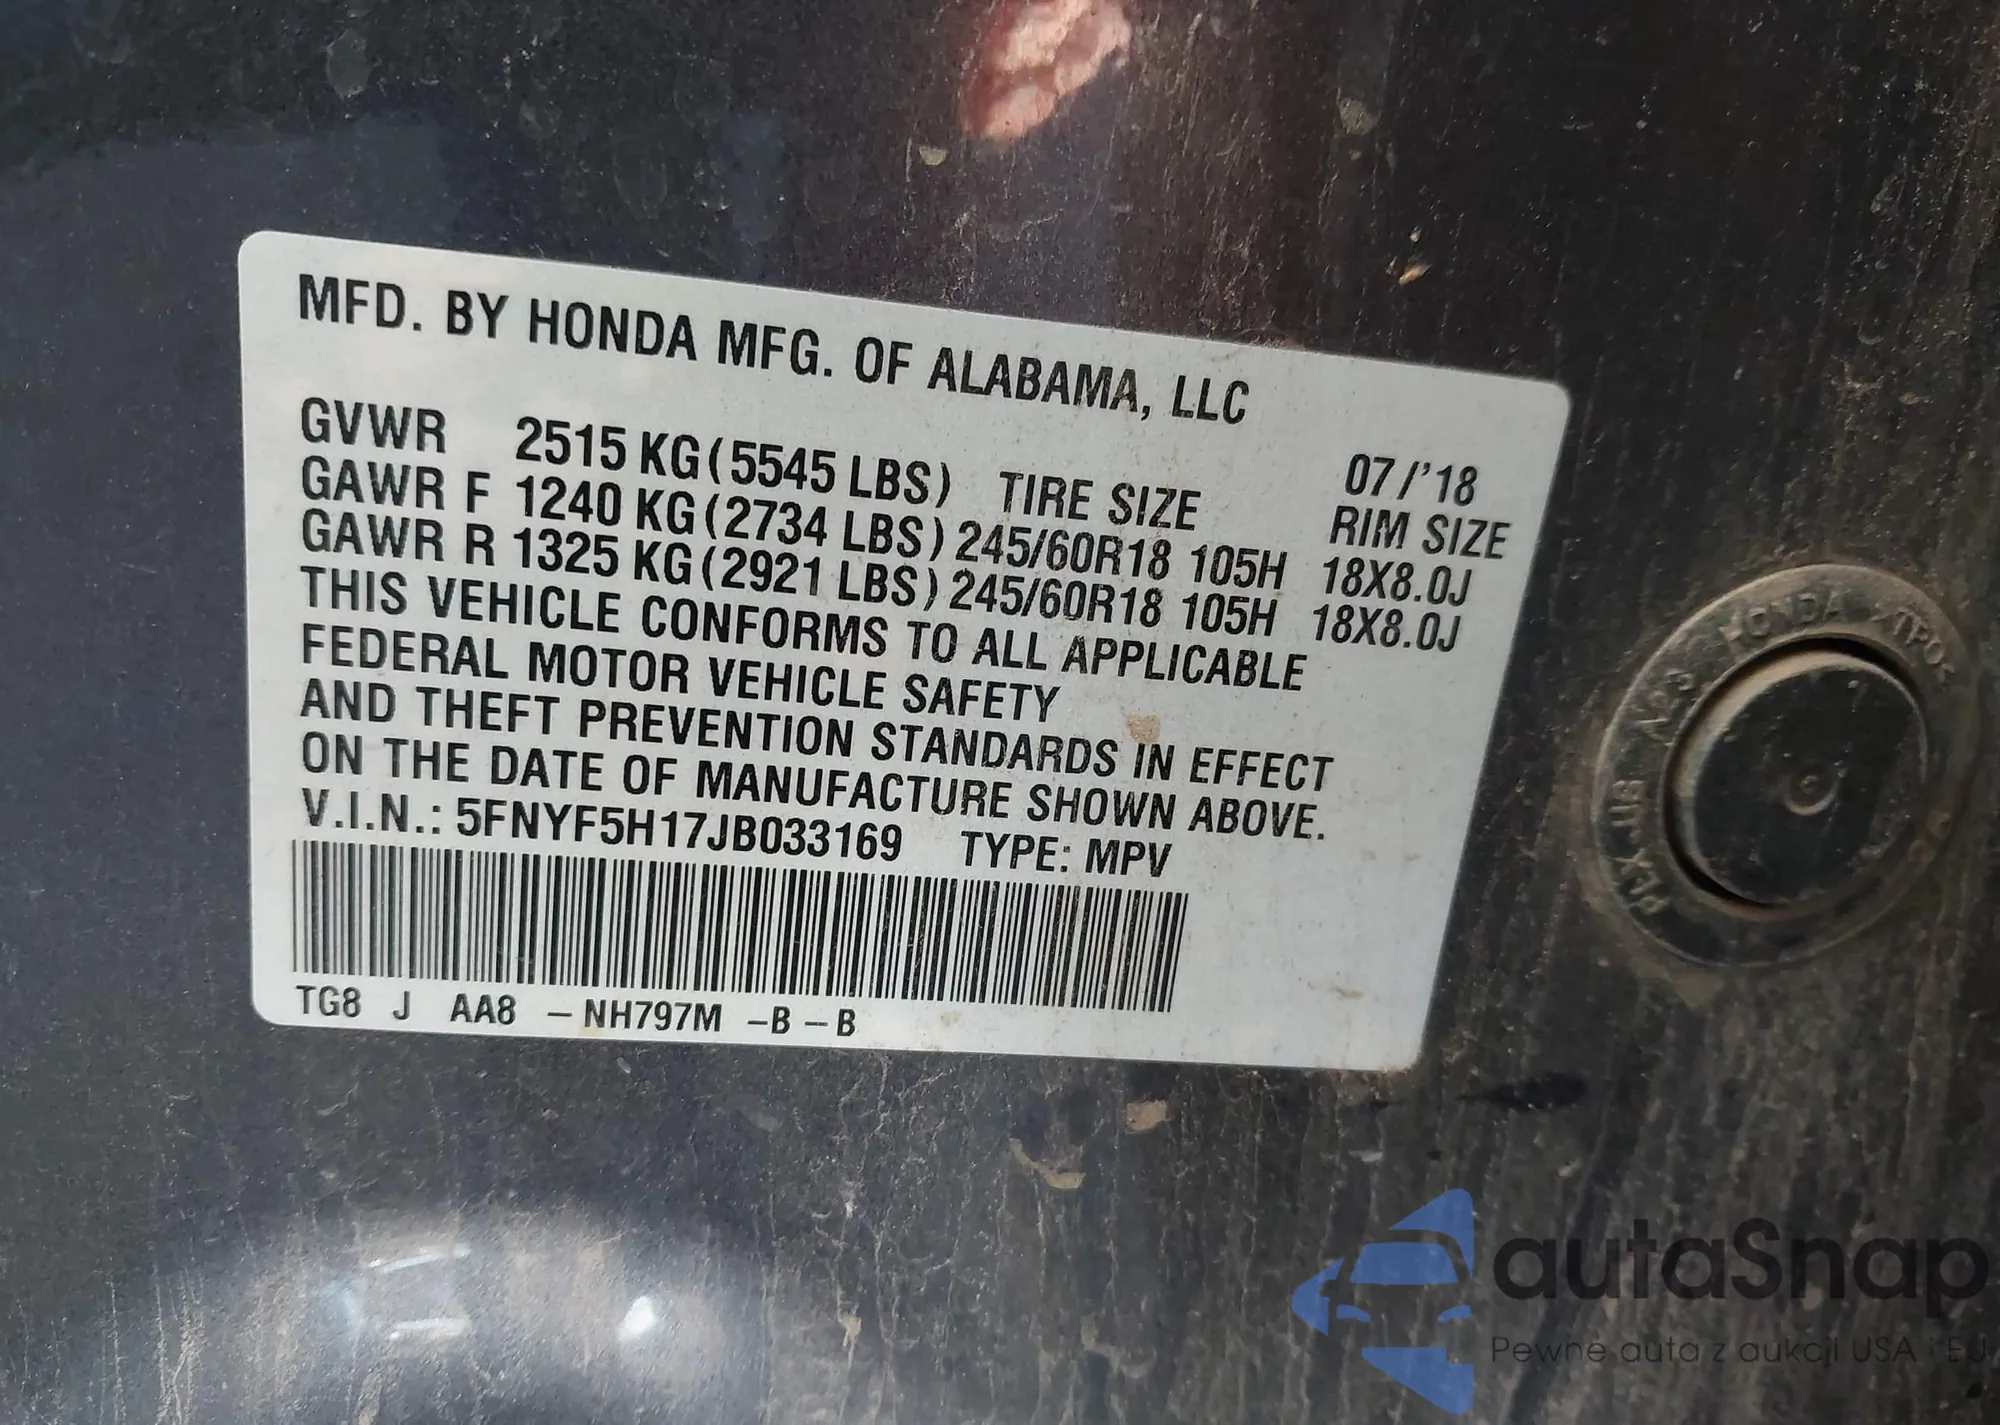 MFD. BY HONDA MFG. OF ALABAMA, LLC
07/'18
GVWR 2515 KG (5545 LBS) TIRE SIZE RIM SIZE
GAWR F 1240 KG (2734 LBS) 245/60R18 105H 18X8.0J
GAWR R 1325 KG (2921 LBS) 245/60R18 105H 18X8.0J
THIS VEHICLE CONFORMS TO ALL APPLICABLE
FEDERAL MOTOR VEHICLE SAFETY
AND THEFT PREVENTION STANDARDS IN EFFECT
ON THE DATE OF MANUFACTURE SHOWN ABOVE.
V.I.N.: 5FNYF5H17JB033169 TYPE: MPV
TG8 J AA8 -NH797M -B-B
HONDA
autaSnap
Pewne auta z aukcji USA i EU